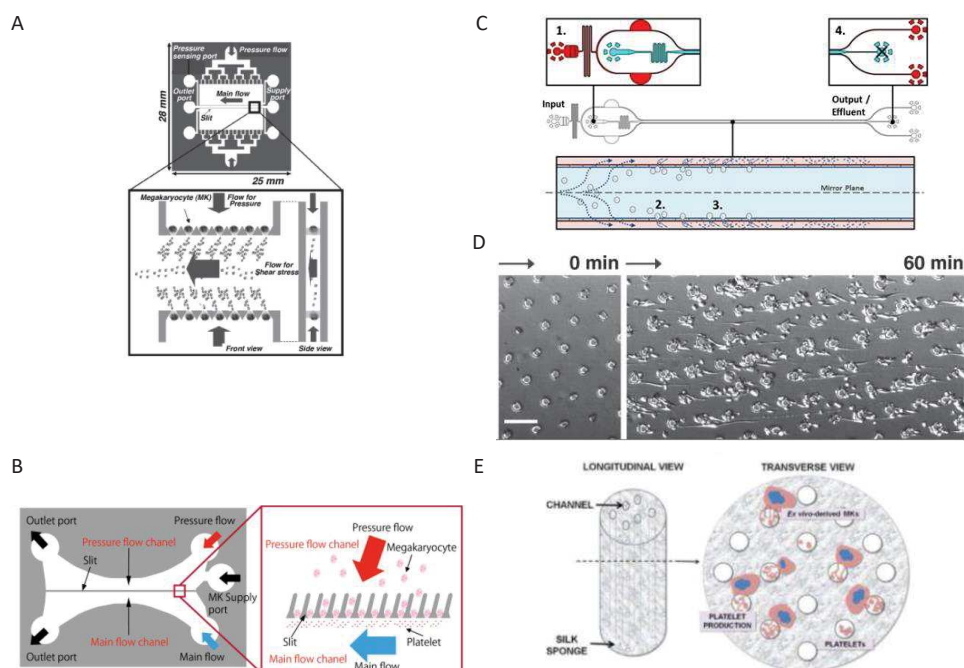 A
Pressure sensing port
Pressure flow
Outlet port
Main flow
Supply port
Slit
28 mm
25 mm
Megakaryocyte (MK)
Flow for Pressure
Flow for Shear stress
Front view
Side view
B
Outlet port
Pressure flow
Pressure flow chanel
Slit
MK Supply port
Main flow chanel
Outlet port
Main flow
Pressure flow
Pressure flow chanel
Megakaryocyte
Slit
Platelet
Main flow chanel
Main flow
C
1.
4.
Input
Output / Effluent
Mirror Plane
2.
3.
D
0 min
60 min
E
LONGITUDINAL VIEW
TRANSVERSE VIEW
CHANNEL
Ex vivo-derived MKs
PLATELET PRODUCTION
PLATELETs
SILK SPONGE